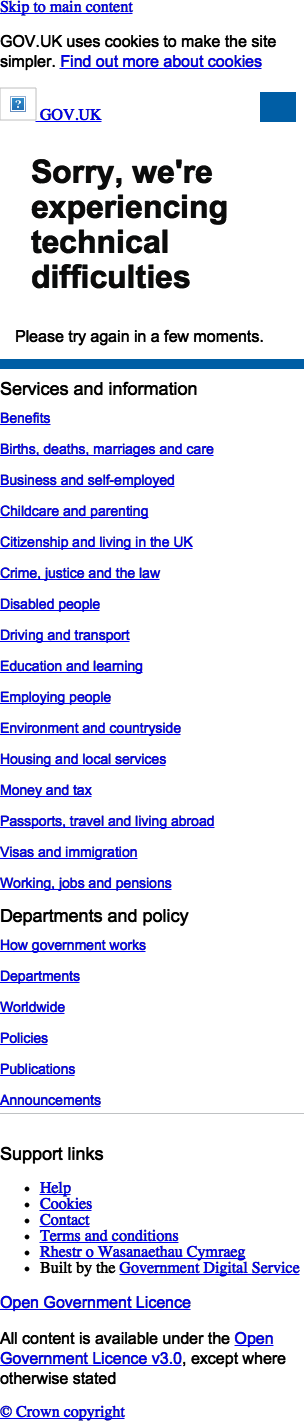 Skip to main content
GOV.UK uses cookies to make the site
simpler. Find out more about cookies
GOV.UK
Sorry, we're
experiencing
technical
difficulties
Please try again in a few moments.
Services and information
Benefits
Births, deaths, marriages and care
Business and self-employed
Childcare and parenting
Citizenship and living in the UK
Crime, justice and the law
Disabled people
Driving and transport
Education and learning
Employing people
Environment and countryside
Housing and local services
Money and tax
Passports, travel and living abroad
Visas and immigration
Working, jobs and pensions
Departments and policy
How government works
Departments
Worldwide
Policies
Publications
Announcements
Support links
• Help
• Cookies
• Contact
• Terms and conditions
• Rhestr o Wasanaethau Cymraeg
• Built by the Government Digital Service
Open Government Licence
All content is available under the Open
Government Licence v3.0, except where
otherwise stated
© Crown copyright